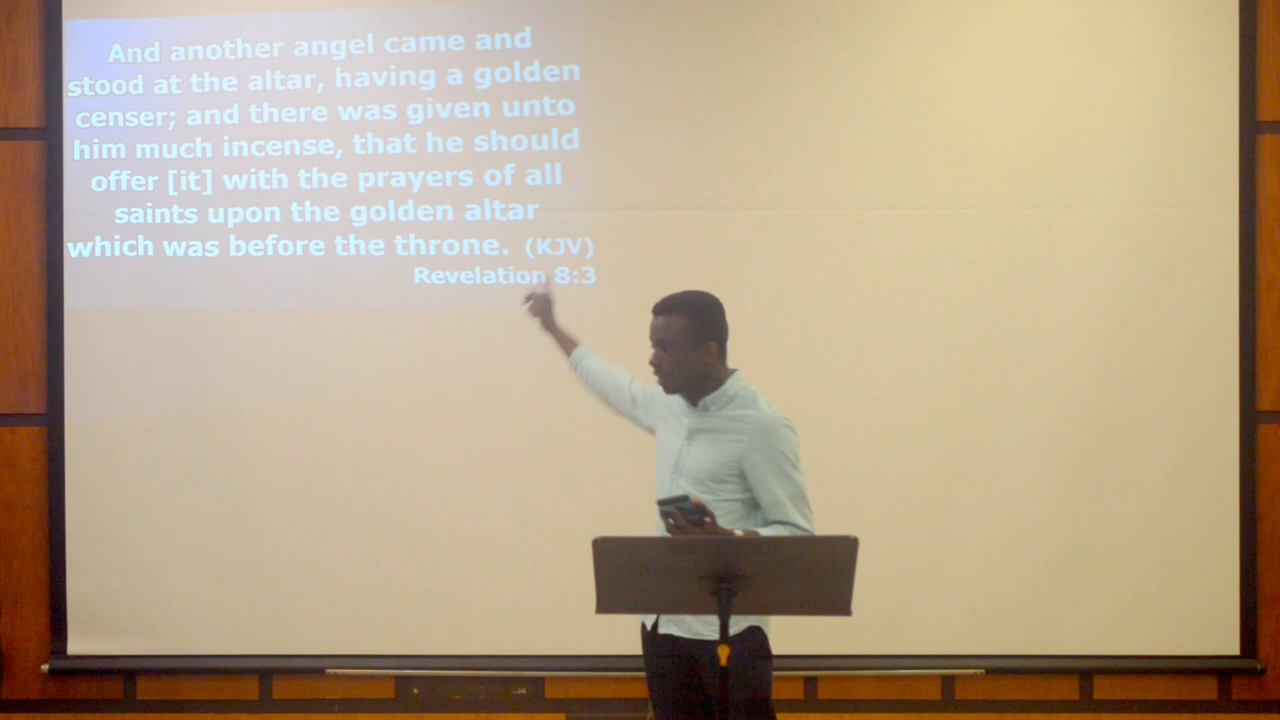 And another angel came and
stood at the altar, having a golden
censer; and there was given unto
him much incense, that he should
offer [it] with the prayers of all
saints upon the golden altar
which was before the throne. (KJV)
Revelation 8:3